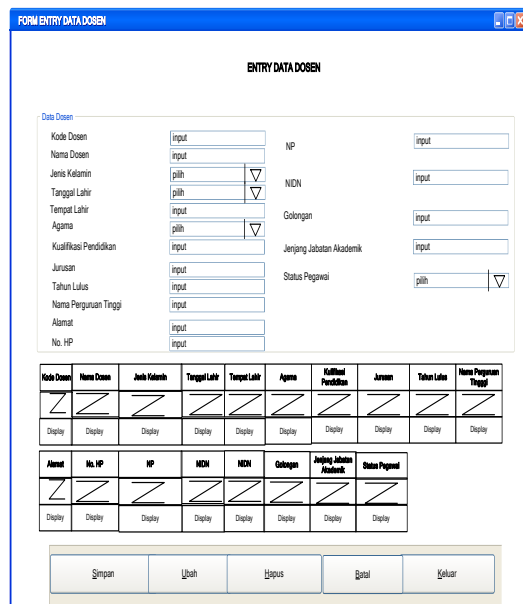 FORM ENTRY DATA DOSEN
ENTRY DATA DOSEN
Data Dosen
Kode Dosen input
Nama Dosen input
Jenis Kelamin pilih
Tanggal Lahir pilih
Tempat Lahir input
Agama pilih
Kualifikasi Pendidikan input
Jurusan input
Tahun Lulus input
Nama Perguruan Tinggi input
Alamat input
No. HP input
NP input
NIDN input
Golongan input
Jenjang Jabatan Akademik input
Status Pegawai pilih
Kode Dosen Nama Dosen Jenis Kelamin Tanggal Lahir Tempat Lahir Agama Kulifikasi Pendidikan Jurusan Tahun Lulus Nama Perguruan Tingggi
Display Display Display Display Display Display Display Display Display Display
Alamat No. HP NP NIDN NIDN Golongan Jenjang Jabatan Akademik Status Pegawai
Display Display Display Display Display Display Display Display
Simpan Ubah Hapus Batal Keluar